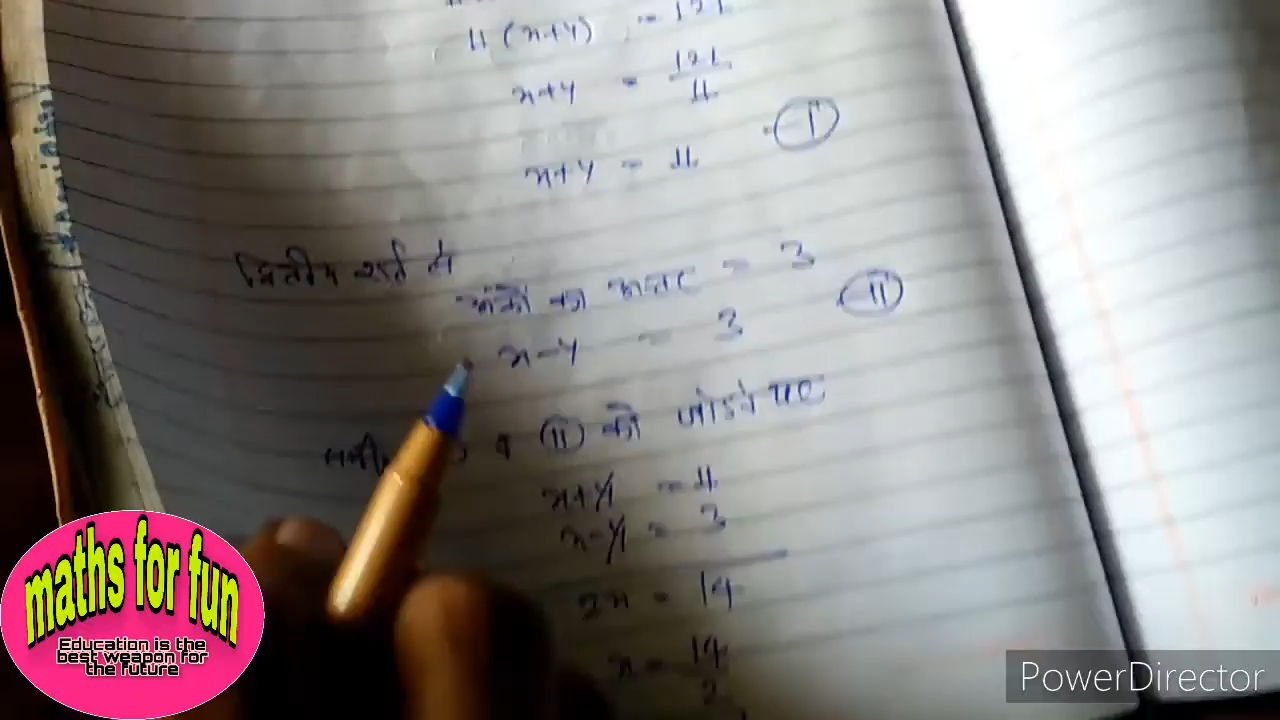 11 (x+y) = 121
x+y = 121/11
x+y = 11 - I
द्वितीय शर्त से
अंकों का अन्तर = 3
x-y = 3 II
व II को जोड़ने पर
x+y = 11
x-y = 3
2x = 14
x = 14/2
maths for fun
Education is the
best weapon for
the future
PowerDirector